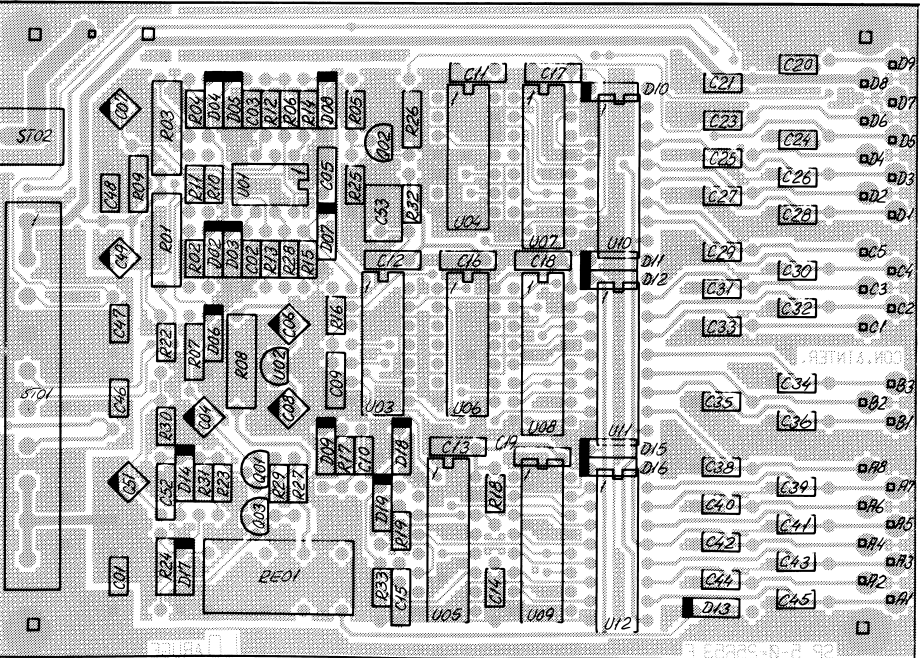 C11 C17 C20 D9
C21 D10 D8
C07 R03 R04 D04 D05 C03 R12 R06 R14 D08 R05 R26 D7
ST02 C23 D6
Q02 C24 D5
C25 D4
C48 R09 R11 R10 U01 C05 R25 C26 D3
C53 R32 C27 D2
U04 C28 D1
R01 R02 D02 D03 C02 R13 R28 R15 D07 U07 U10
C49 C12 C16 C18 D11 C29 C5
D12 C30 C4
C31 C3
C47 C06 R16 C32 C2
R22 R07 D06 R08 C33 C1
U02 CON.&INTER.
C09 C34 B3
ST01 C46 C04 C08 U03 U06 C35 B2
R30 U08 U11 C36 B1
D09 R17 C10 D18 C13 C19 D15
C51 C52 D14 R31 R23 Q01 R29 R27 D16 C38 A8
D19 R18 C39 A7
Q03 R19 C40 A6
C41 A5
R24 D17 C42 A4
C43 A3
C01 RE01 R33 C15 C14 C44 A2
U05 U09 U12 D13 C45 A1